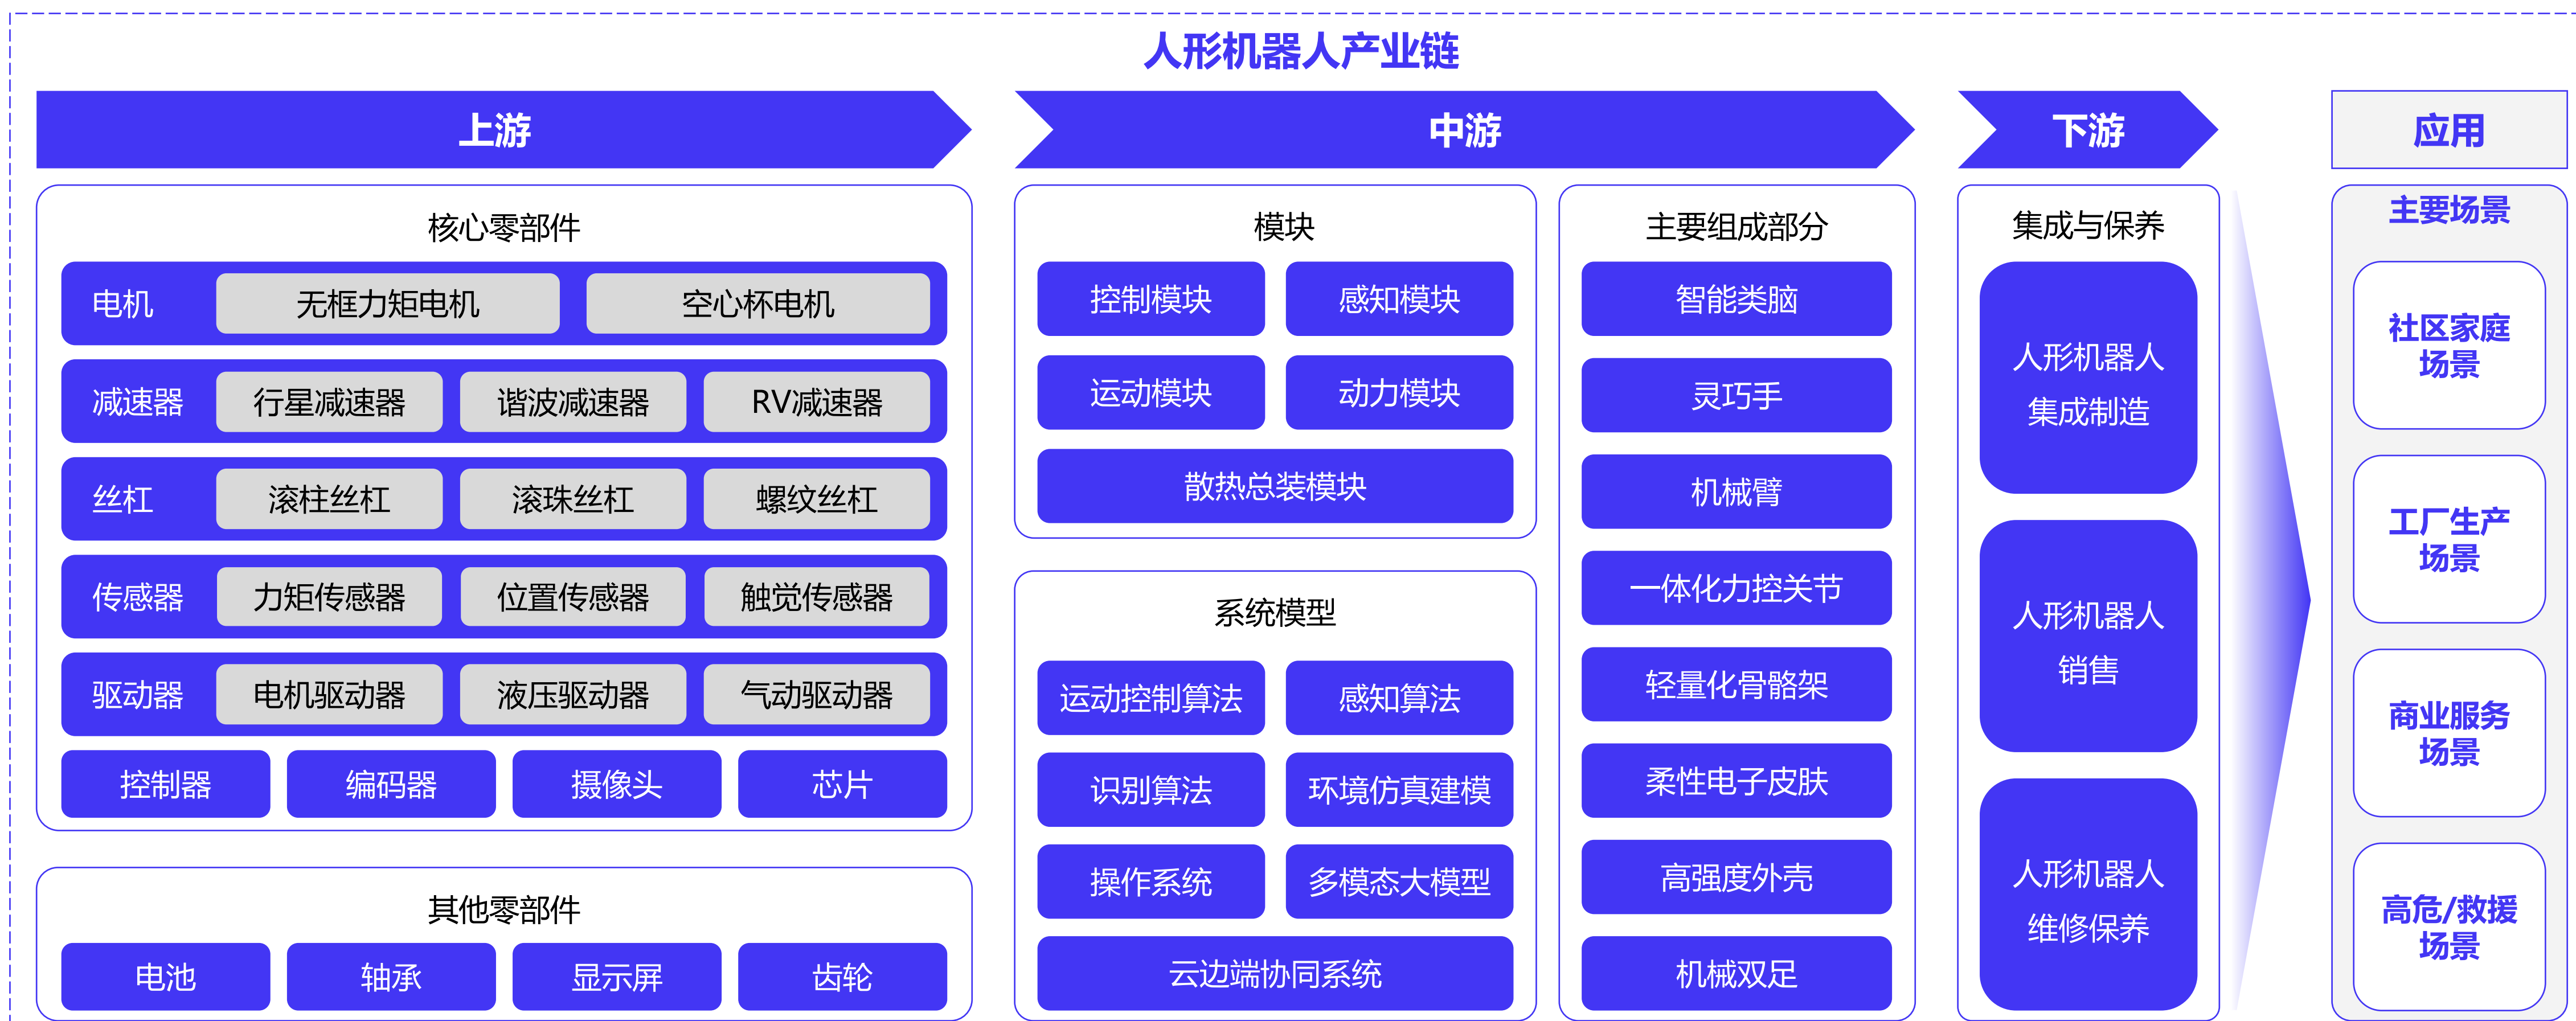 人形机器人产业链
上游
核心零部件
电机
无框力矩电机
空心杯电机
减速器
行星减速器
谐波减速器
RV减速器
丝杠
滚柱丝杠
滚珠丝杠
螺纹丝杠
传感器
力矩传感器
位置传感器
触觉传感器
驱动器
电机驱动器
液压驱动器
气动驱动器
控制器
编码器
摄像头
芯片
其他零部件
电池
轴承
显示屏
齿轮
中游
模块
控制模块
感知模块
运动模块
动力模块
散热总装模块
系统模型
运动控制算法
感知算法
识别算法
环境仿真建模
操作系统
多模态大模型
云边端协同系统
主要组成部分
智能类脑
灵巧手
机械臂
一体化力控关节
轻量化骨骼架
柔性电子皮肤
高强度外壳
机械双足
下游
集成与保养
人形机器人
集成制造
人形机器人
销售
人形机器人
维修保养
应用
主要场景
社区家庭
场景
工厂生产
场景
商业服务
场景
高危/救援
场景